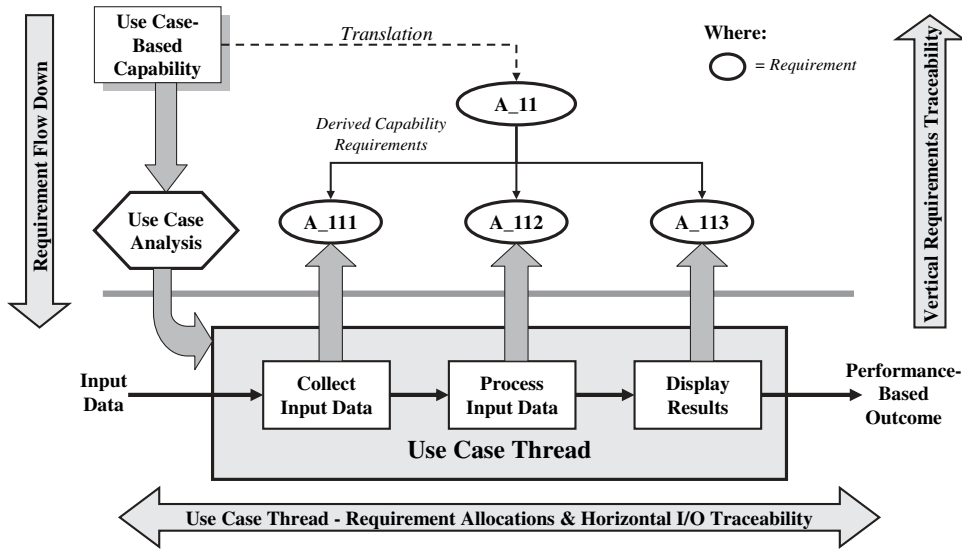 Use Case-
Based
Capability
Translation
Where:
= Requirement
A_11
Derived Capability
Requirements
Requirement Flow Down
Vertical Requirements Traceability
Use Case
Analysis
A_111
A_112
A_113
Input
Data
Collect
Input Data
Process
Input Data
Display
Results
Performance-
Based
Outcome
Use Case Thread
Use Case Thread - Requirement Allocations & Horizontal I/O Traceability